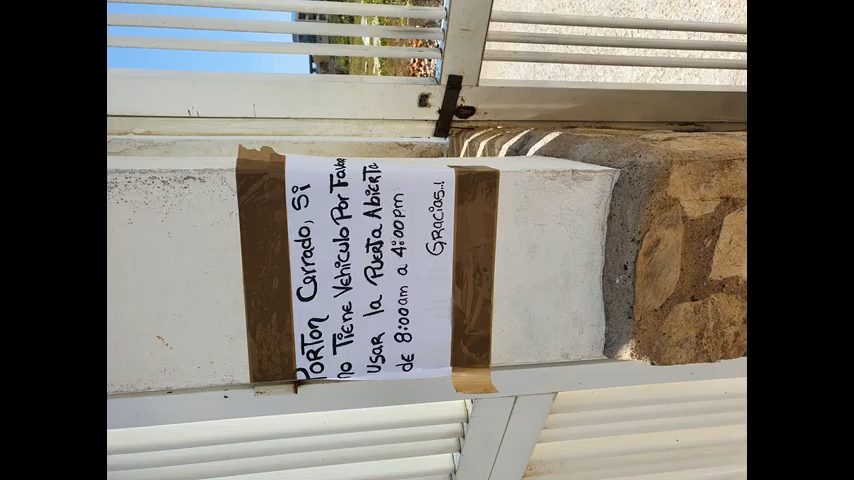 PORTON Cerrado, Si
no Tiene Vehiculo Por Favor
usar la Puerta Abierta
de 8:00am a 4:00pm
Gracias..!